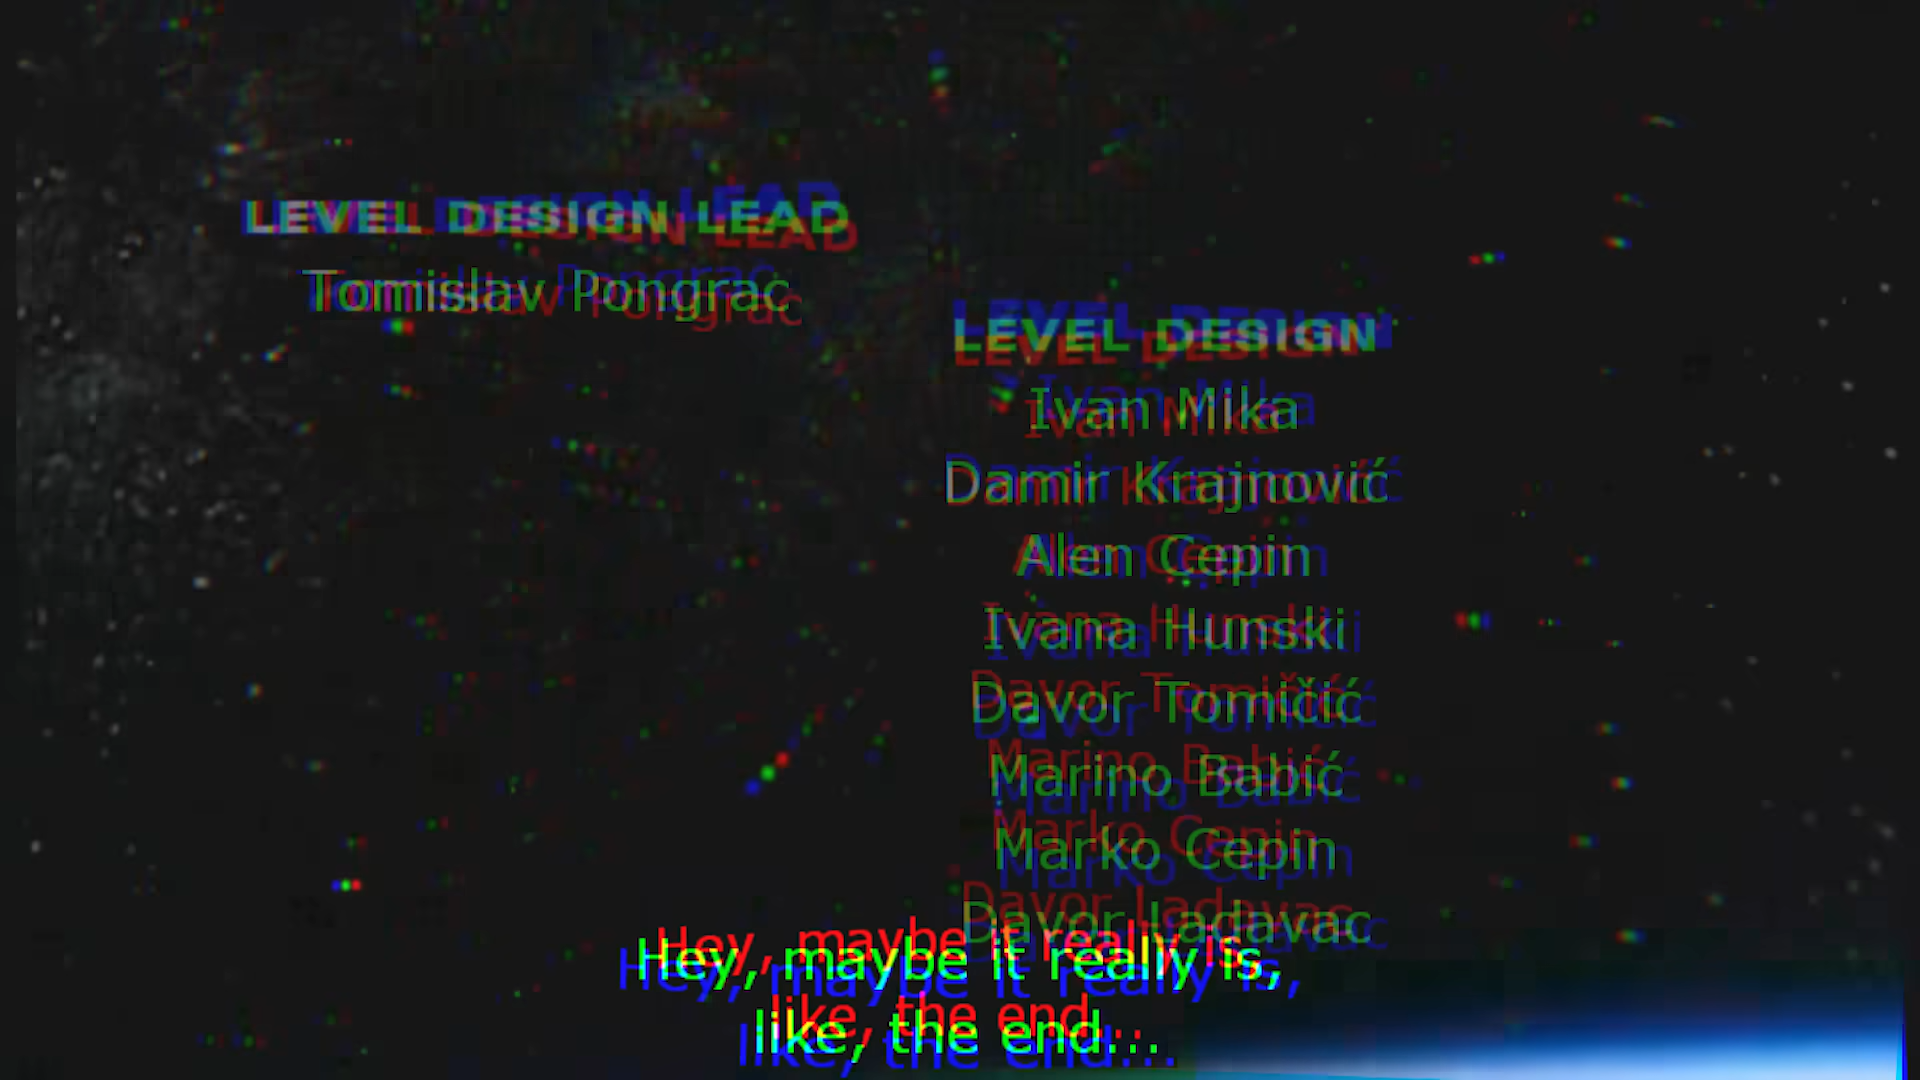 LEVEL DESIGN LEAD
Tomislav Pongrac
LEVEL DESIGN
Ivan Mika
Damir Krajnović
Alen Cepin
Ivana Hunski
Davor Tomičić
Marino Babić
Marko Cepin
Davor Ladavac
Hey, maybe it really is,
like, the end...